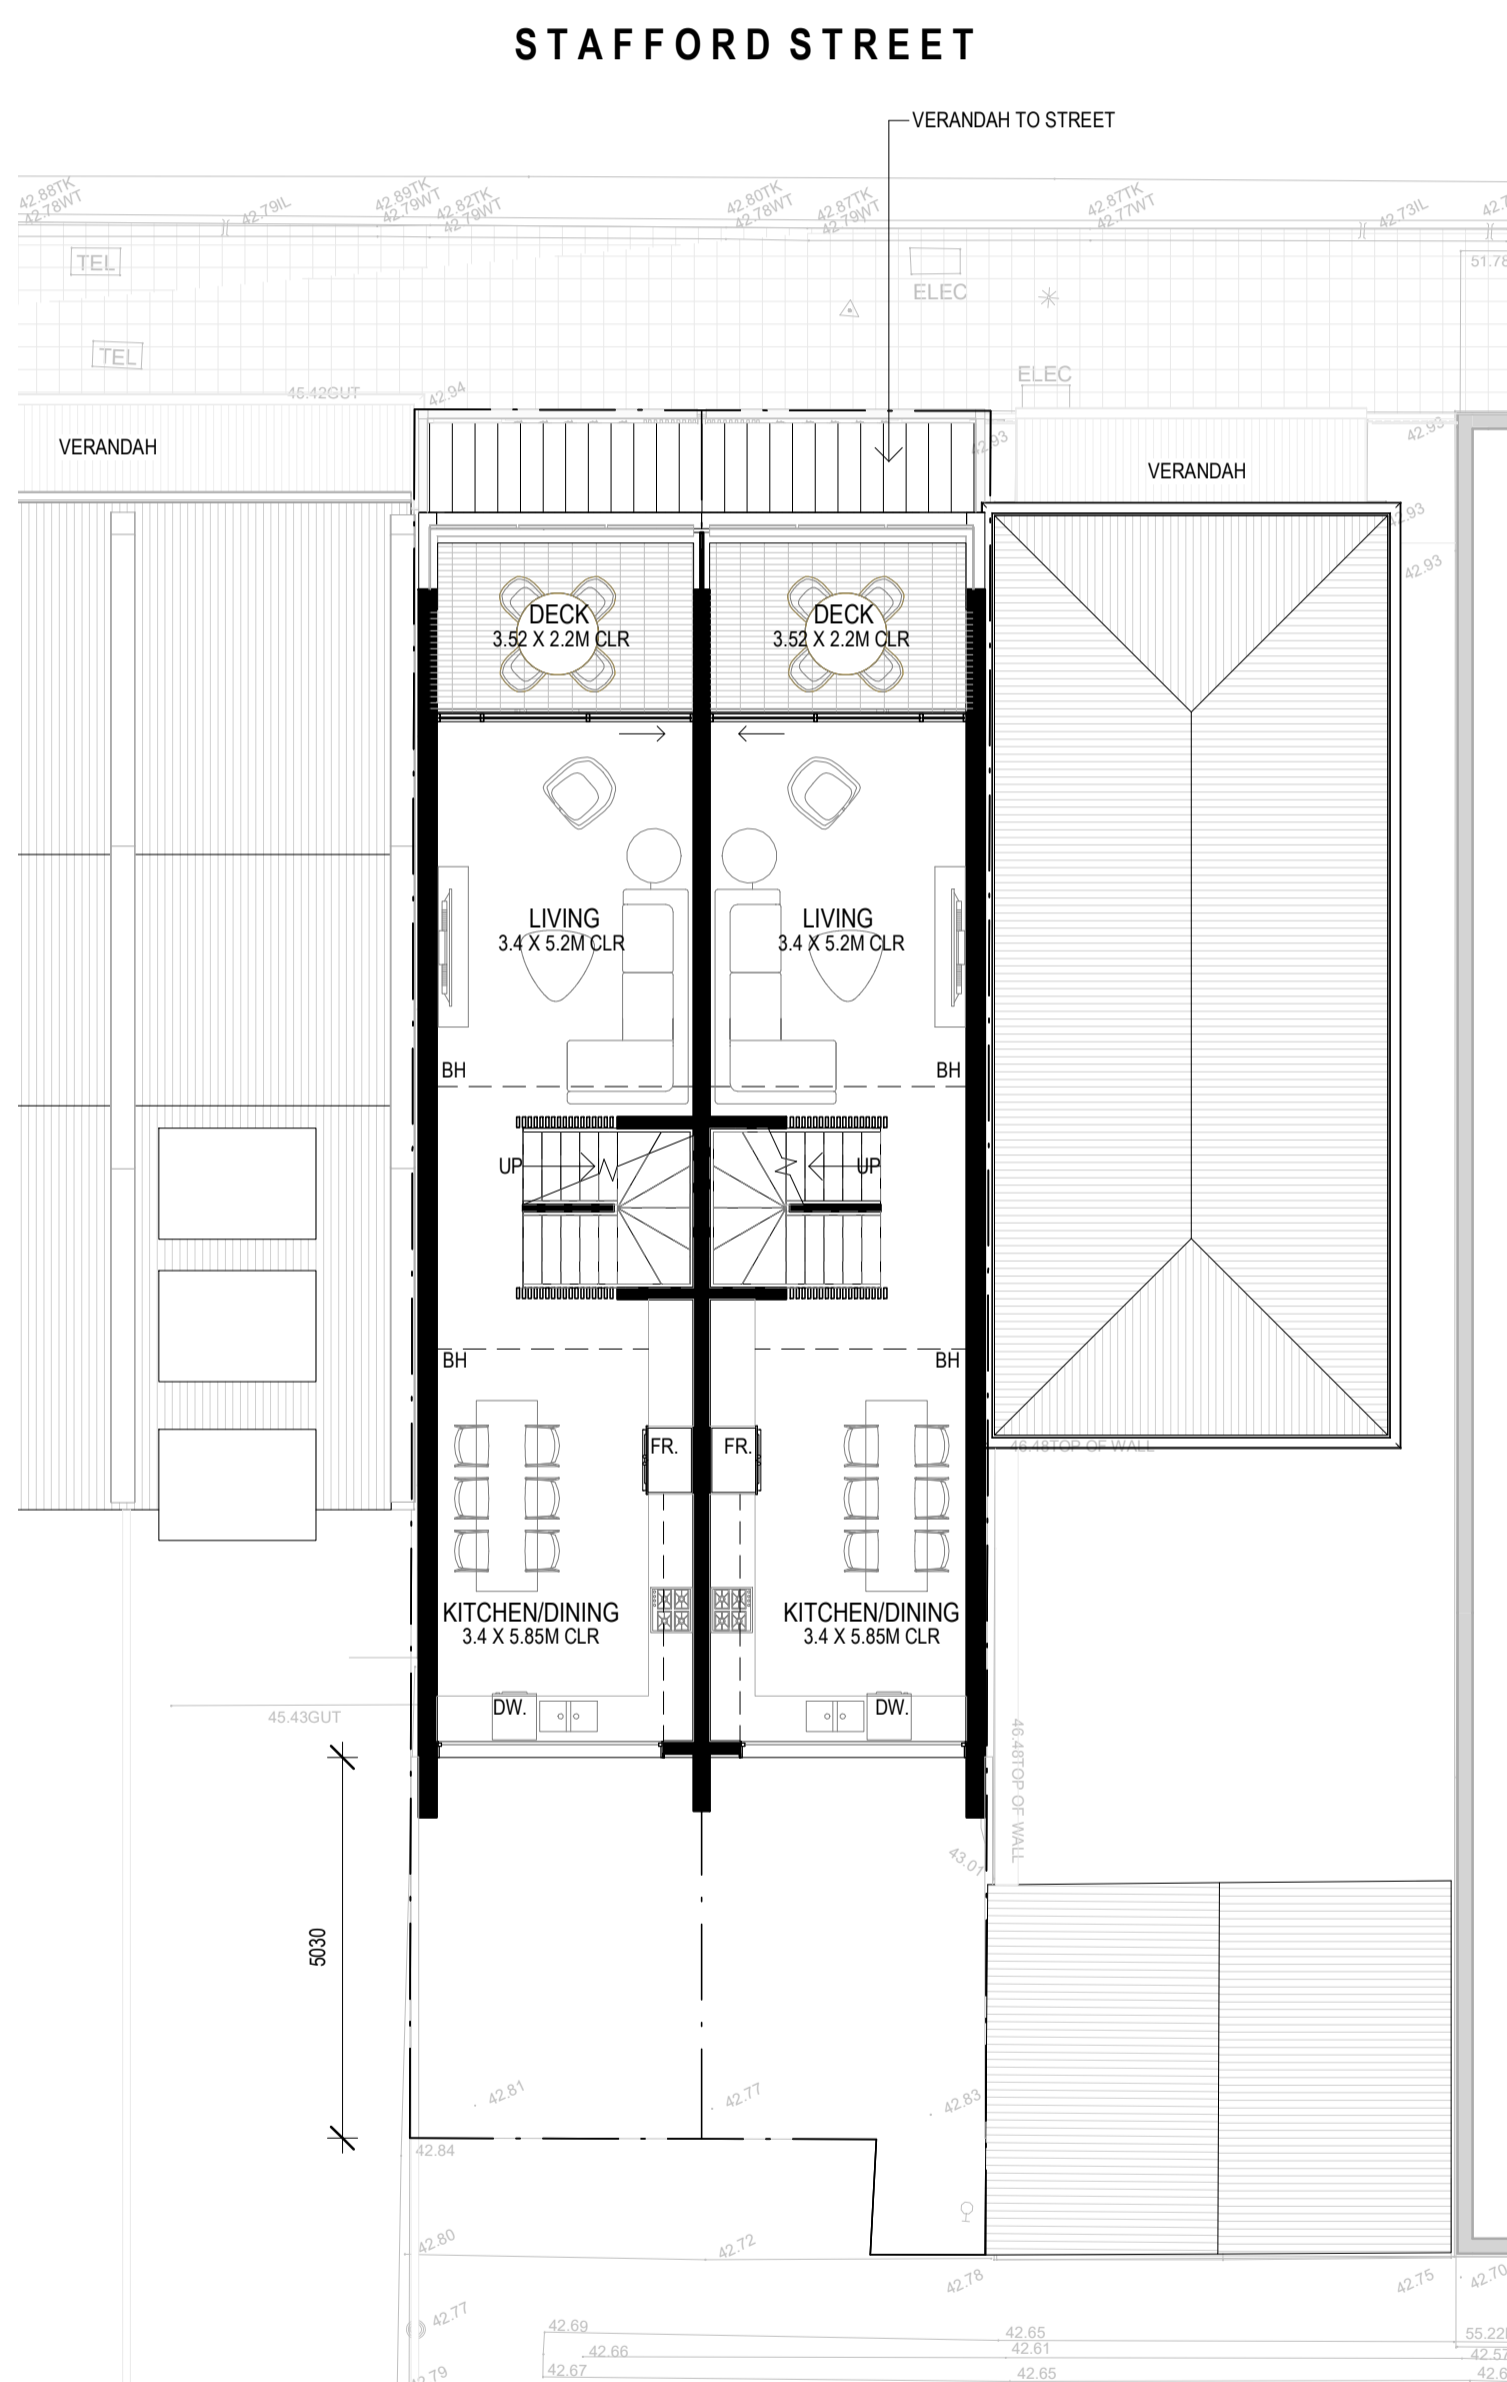 STAFFORD STREET
VERANDAH TO STREET
42.88TK
42.78WT
42.79IL
42.89TK
42.79WT
42.82TK
42.79WT
42.80TK
42.78WT
42.87TK
42.79WT
42.87TK
42.77WT
42.73IL
TEL
ELEC
51.78
TEL
ELEC
45.42GUT
42.94
VERANDAH
42.93
VERANDAH
42.93
42.93
42.93
DECK
3.52 X 2.2M CLR
DECK
3.52 X 2.2M CLR
LIVING
3.4 X 5.2M CLR
LIVING
3.4 X 5.2M CLR
BH
BH
UP
UP
BH
BH
FR.
FR.
46.48TOP OF WALL
KITCHEN/DINING
3.4 X 5.85M CLR
KITCHEN/DINING
3.4 X 5.85M CLR
DW.
DW.
45.43GUT
46.48TOP OF WALL
43.01
5030
42.81
42.77
42.83
42.84
42.80
42.72
42.78
42.75
42.70
42.77
42.69
42.65
42.66
42.61
42.67
42.65
55.22
42.57